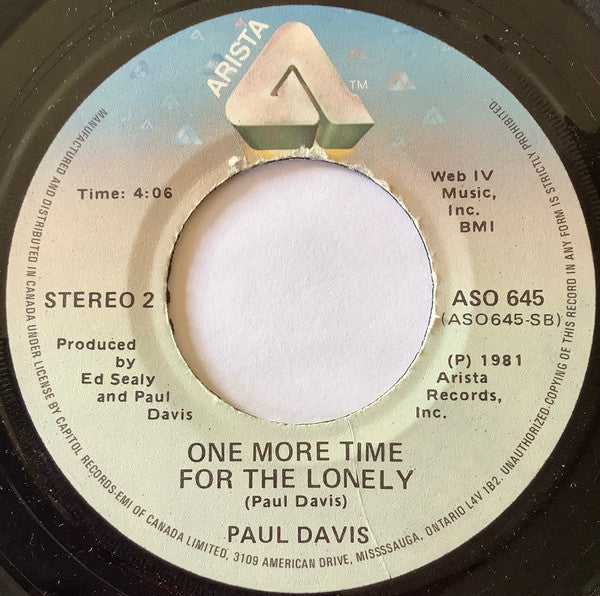 ARISTA
TM
Time: 4:06
Web IV
Music,
Inc.
BMI
STEREO 2
ASO 645
(ASO645-SB)
Produced
by
Ed Sealy
and Paul
Davis
(P) 1981
Arista
Records,
Inc.
ONE MORE TIME
FOR THE LONELY
(Paul Davis)
PAUL DAVIS
MANUFACTURED AND DISTRIBUTED IN CANADA UNDER LICENSE BY CAPITOL RECORDS-EMI OF CANADA LIMITED, 3109 AMERICAN DRIVE, MISSSSAUGA, ONTARIO L4V 1B2. UNAUTHORIZED COPYING OF THIS RECORD IN ANY FORM IS STRICTLY PROHIBITED